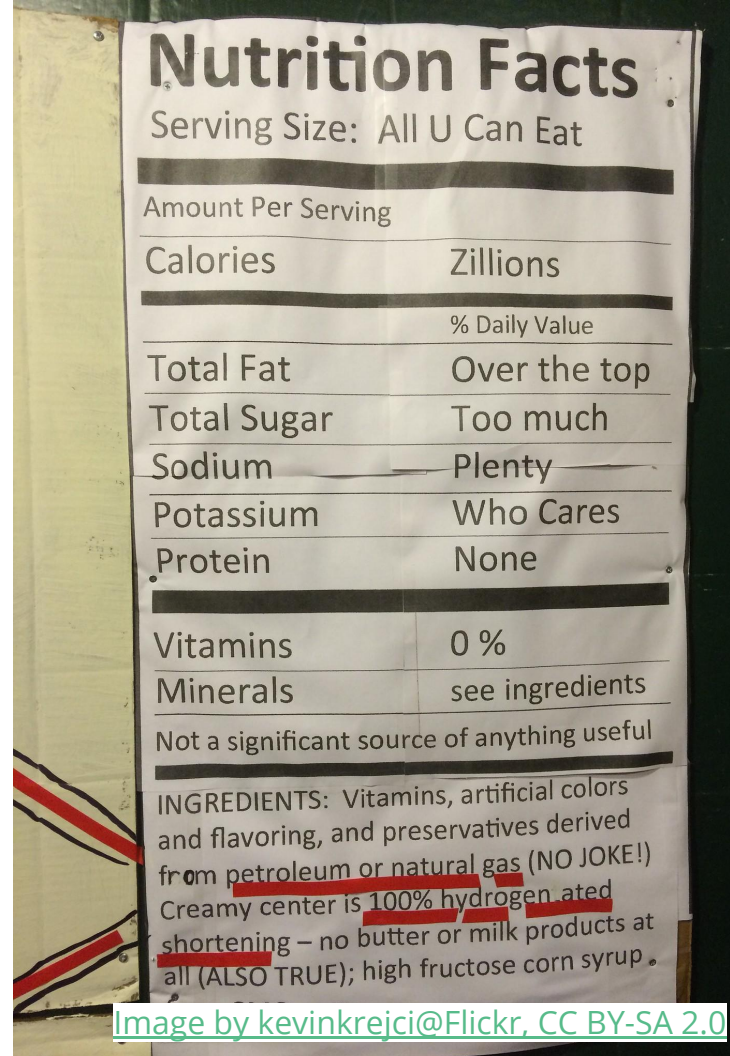 Nutrition Facts
Serving Size: All U Can Eat
Amount Per Serving
Calories Zillions
% Daily Value
Total Fat Over the top
Total Sugar Too much
Sodium Plenty
Potassium Who Cares
Protein None
Vitamins 0 %
Minerals see ingredients
Not a significant source of anything useful
INGREDIENTS: Vitamins, artificial colors
and flavoring, and preservatives derived
from petroleum or natural gas (NO JOKE!)
Creamy center is 100% hydrogen ated
shortening – no butter or milk products at
all (ALSO TRUE); high fructose corn syrup
Image by kevinkrejci@Flickr, CC BY-SA 2.0